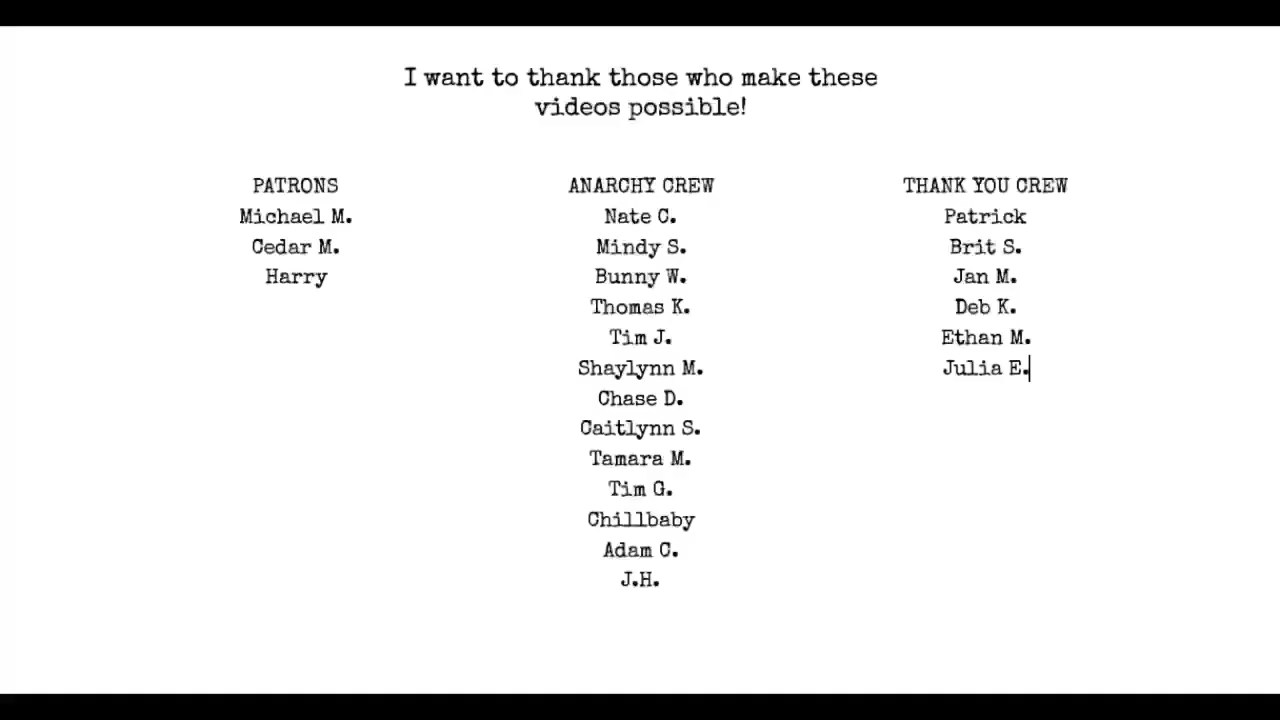 I want to thank those who make these
videos possible!
PATRONS
Michael M.
Cedar M.
Harry
ANARCHY CREW
Nate C.
Mindy S.
Bunny W.
Thomas K.
Tim J.
Shaylynn M.
Chase D.
Caitlynn S.
Tamara M.
Tim G.
Chillbaby
Adam C.
J.H.
THANK YOU CREW
Patrick
Brit S.
Jan M.
Deb K.
Ethan M.
Julia E.